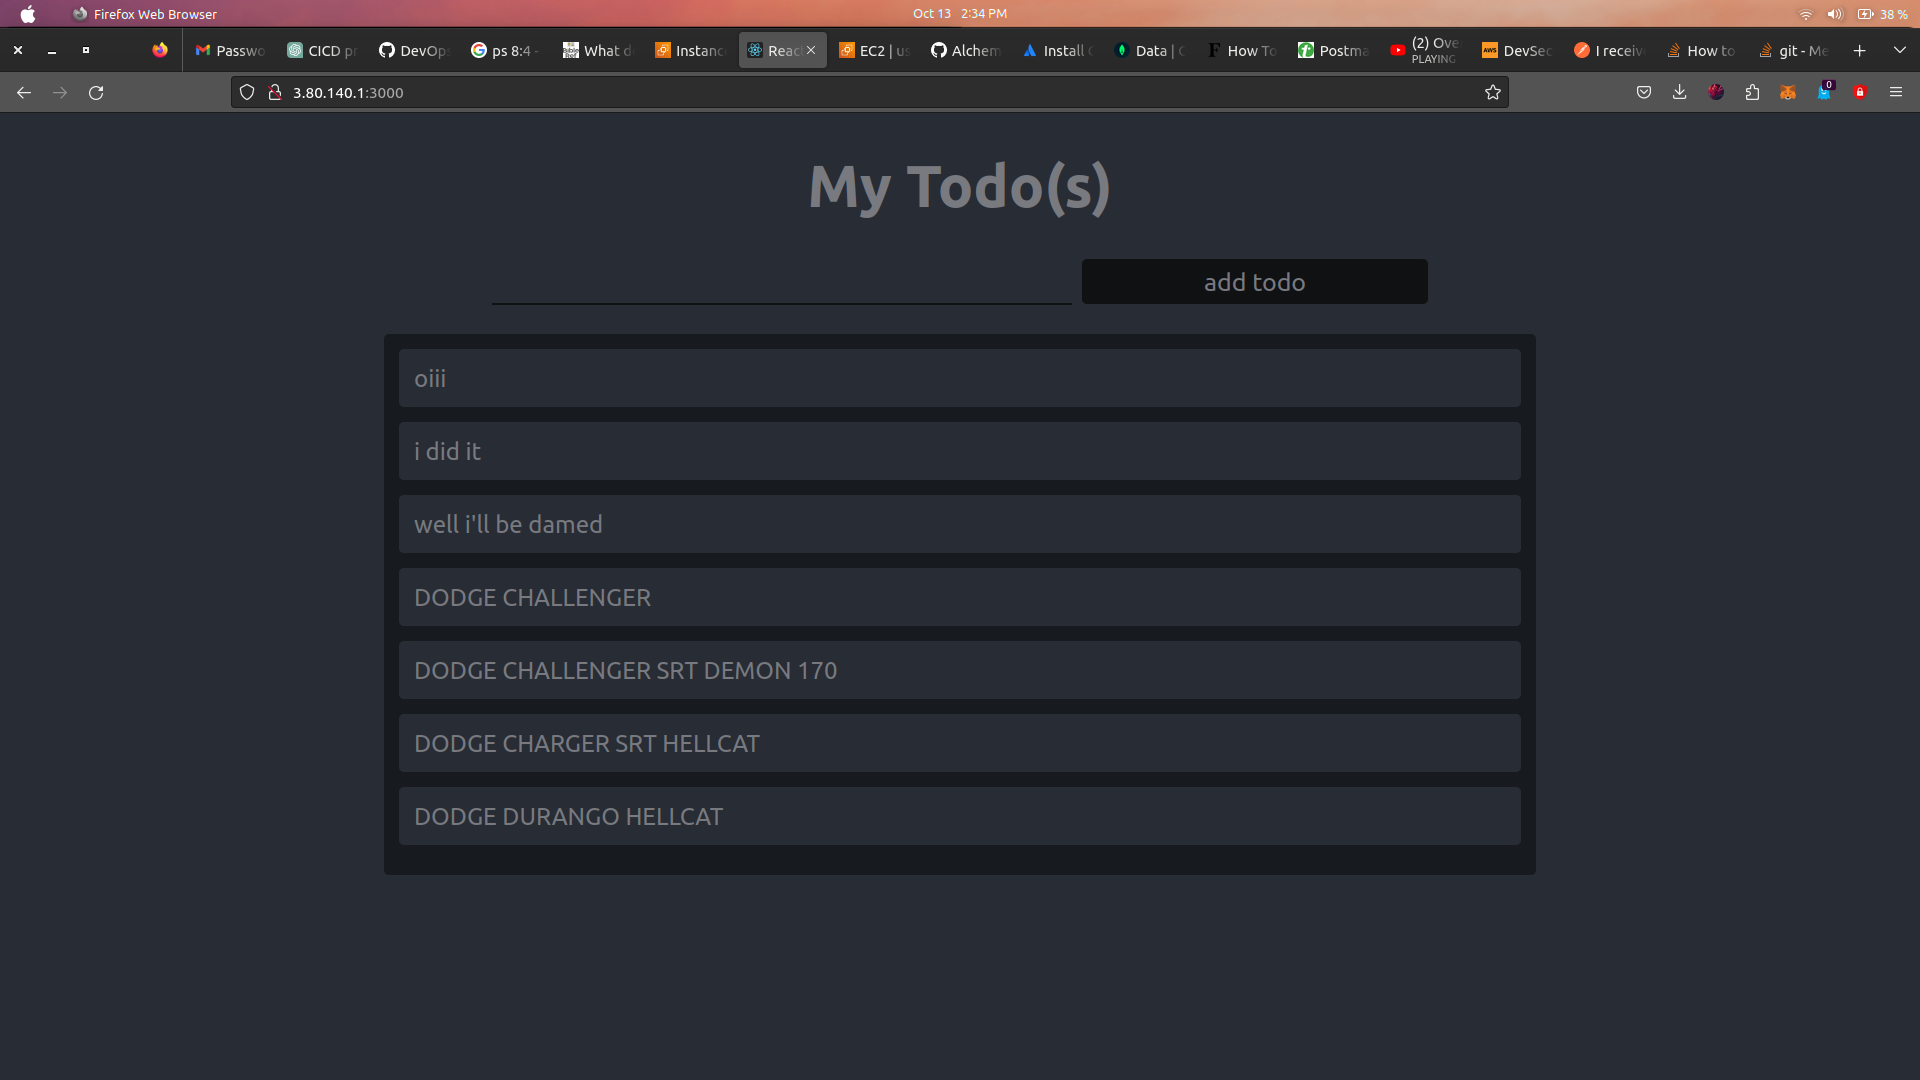 Firefox Web Browser
Oct 13 2:34 PM
38 %
Passwo
CICD pr
DevOps
ps 8:4 -
What d
Instanc
Reac
EC2 | us
Alchem
Install
Data | C
How To
Postma
(2) Ove
PLAYING
DevSec
I receiv
How to
git - Me
3.80.140.1:3000
0
My Todo(s)
add todo
oiii
i did it
well i'll be damed
DODGE CHALLENGER
DODGE CHALLENGER SRT DEMON 170
DODGE CHARGER SRT HELLCAT
DODGE DURANGO HELLCAT